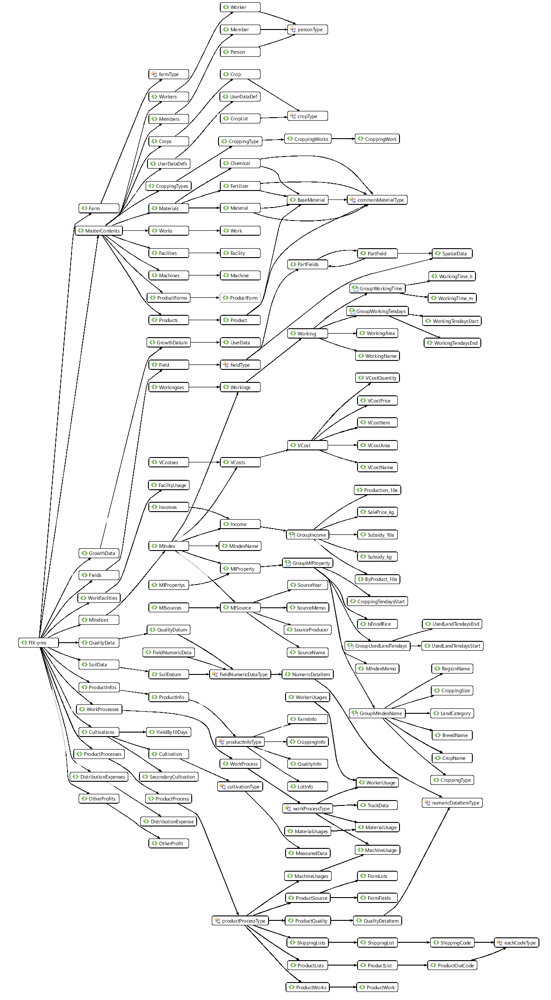 Worker
Member
personType
Person
farmType
Crop
Workers
UserDataDef
Members
CropList
cropType
Crops
CroppingType
CroppingWorks
CroppingWork
UserDataDefs
Chemical
CroppingTypes
Fertilizer
BaseMaterial
commonMaterialType
Farm
Materials
Material
MasterContents
Works
Work
Facilities
Facility
PartField
SpatialData
PartFields
Machines
Machine
WorkingTime_h
GroupWorkingTime
ProductForms
ProductForm
WorkingTime_m
GroupWorkingTendays
Products
Product
WorkingTendaysStart
Working
WorkingArea
GrowthDatum
UserData
WorkingTendaysEnd
WorkingName
Field
fieldType
VCostQuantity
Workingses
Workings
VCostPrice
VCostItem
VCost
VCostArea
VCostses
VCosts
VCostName
FacilityUsage
Production_10a
Incomes
SalePrice_kg
Income
GroupIncome
Subsidy_10a
MIndex
MIndexName
GrowthData
Subsidy_kg
GroupMIProperty
MIProperty
Fields
ByProduct_10a
MIPropertys
SourceYear
WorkFacilities
CroppingTendaysStart
MISources
MISource
SourceMemo
MIndices
IsFoodRice
UsedLandTendaysEnd
QualityDatum
SourceProducer
FIX-pms
QualityData
GroupUsedLandTendays
UsedLandTendaysStart
FieldNumericData
SourceName
SoilData
MIndexMemo
RegionName
SoilDatum
fieldNumericDataType
NumericDataItem
ProductInfos
CroppingSize
ProductInfo
WorkerUsages
WorkProcesses
GroupMIndexName
LandCategory
FarmInfo
Cultivations
YieldBy10Days
BreedName
productInfoType
CroppingInfo
ProductProcesses
Cultivation
CropName
WorkProcess
QualityInfo
DistributionExpenses
SecondaryCultivation
CroppingType
WorkerUsage
cultivationType
LotInfo
OtherProfits
ProductProcess
numericDataItemType
TrackData
workProcessType
DistributionExpense
MaterialUsage
MaterialUsages
OtherProfit
MachineUsage
MeasuredData
MachineUsages
FromLots
ProductSource
FromFields
productProcessType
ProductQuality
QualityDataItem
ShippingLists
ShippingList
ShippingCode
eachCodeType
ProductLists
ProductList
ProductOutCode
ProductWorks
ProductWork